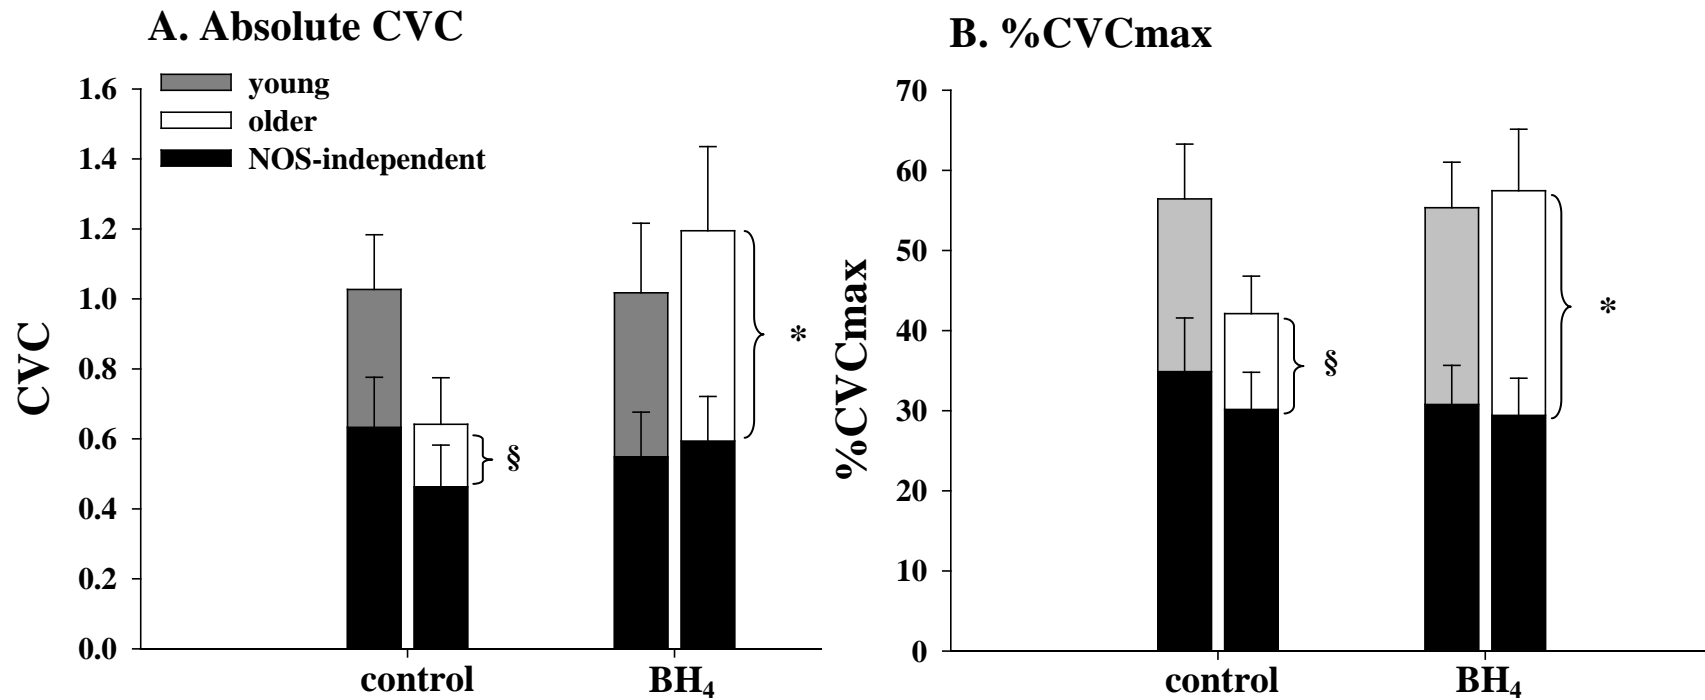 A. Absolute CVC
young
older
NOS-independent
1.6
1.4
1.2
1.0
0.8
0.6
0.4
0.2
0.0
CVC
§
*
control
BH₄
B. %CVCmax
70
60
50
40
30
20
10
0
%CVCmax
§
*
control
BH₄